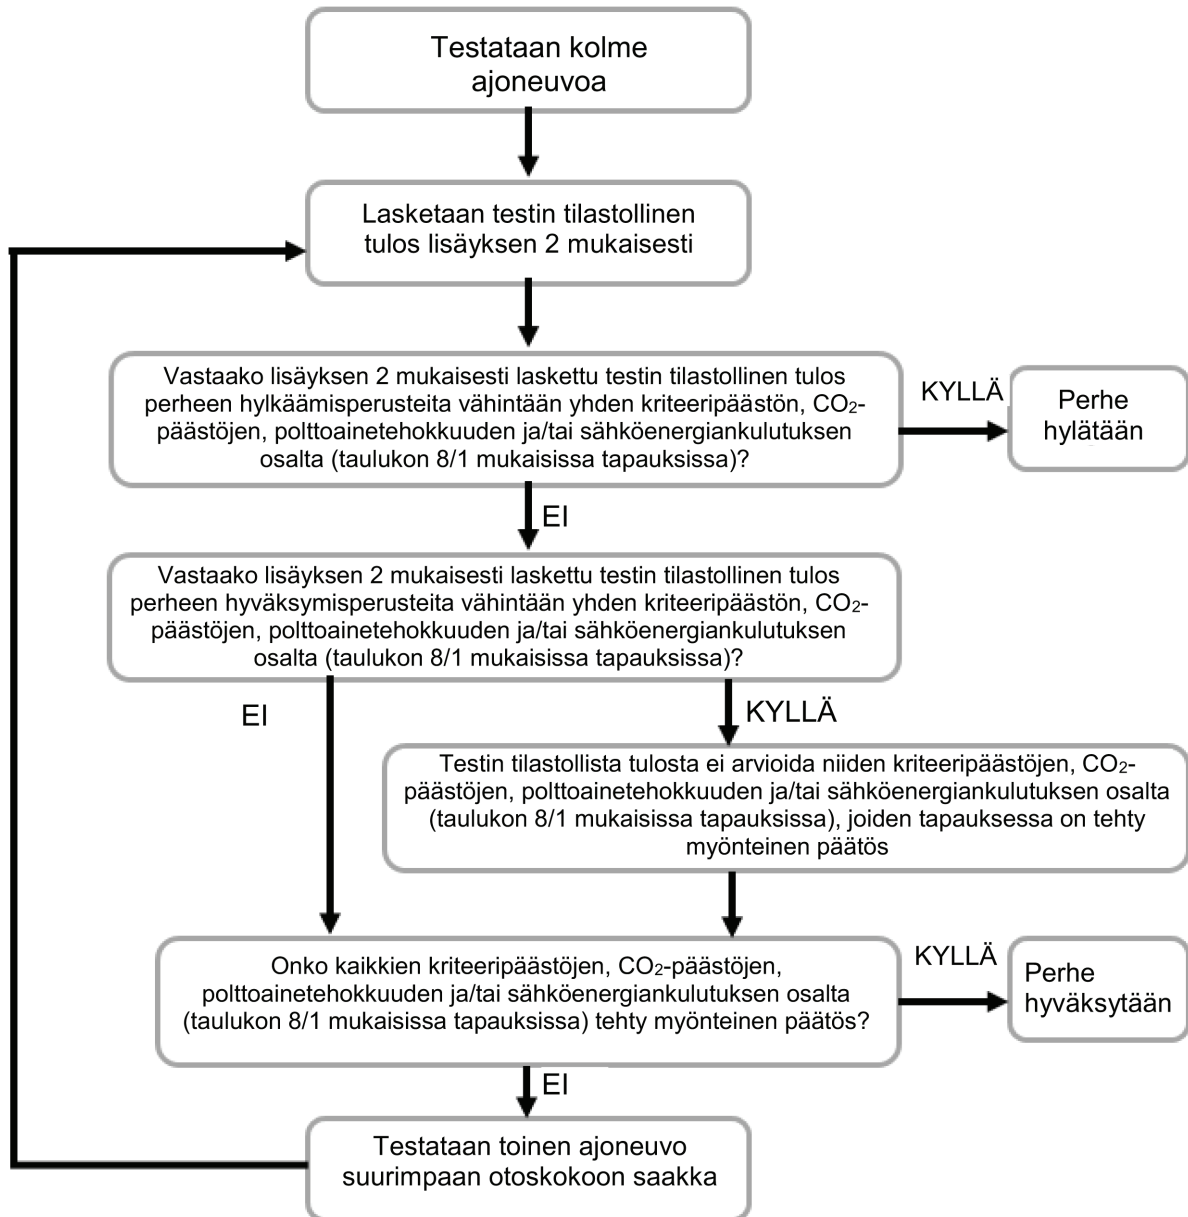 Testataan kolme
ajoneuvoa
Lasketaan testin tilastollinen
tulos lisäyksen 2 mukaisesti
Vastaako lisäyksen 2 mukaisesti laskettu testin tilastollinen tulos
perheen hylkäämisperusteita vähintään yhden kriteeripäästön, CO₂-
päästöjen, polttoainetehokkuuden ja/tai sähköenergiankulutuksen
osalta (taulukon 8/1 mukaisissa tapauksissa)?
KYLLÄ
Perhe
hylätään
EI
Vastaako lisäyksen 2 mukaisesti laskettu testin tilastollinen tulos
perheen hyväksymisperusteita vähintään yhden kriteeripäästön, CO₂-
päästöjen, polttoainetehokkuuden ja/tai sähköenergiankulutuksen
osalta (taulukon 8/1 mukaisissa tapauksissa)?
EI
KYLLÄ
Testin tilastollista tulosta ei arvioida niiden kriteeripäästöjen, CO₂-
päästöjen, polttoainetehokkuuden ja/tai sähköenergiankulutuksen osalta
(taulukon 8/1 mukaisissa tapauksissa), joiden tapauksessa on tehty
myönteinen päätös
Onko kaikkien kriteeripäästöjen, CO₂-päästöjen,
polttoainetehokkuuden ja/tai sähköenergiankulutuksen osalta
(taulukon 8/1 mukaisissa tapauksissa) tehty myönteinen päätös?
KYLLÄ
Perhe
hyväksytään
EI
Testataan toinen ajoneuvo
suurimpaan otoskokoon saakka